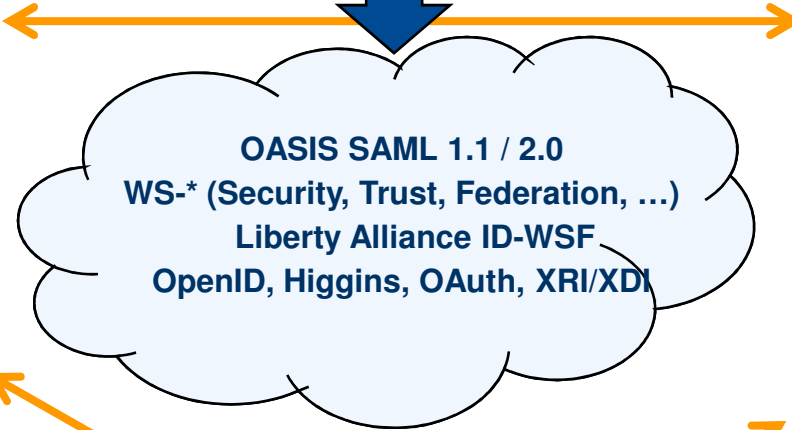 OASIS SAML 1.1 / 2.0
WS-* (Security, Trust, Federation, …)
Liberty Alliance ID-WSF
OpenID, Higgins, OAuth, XRI/XDI